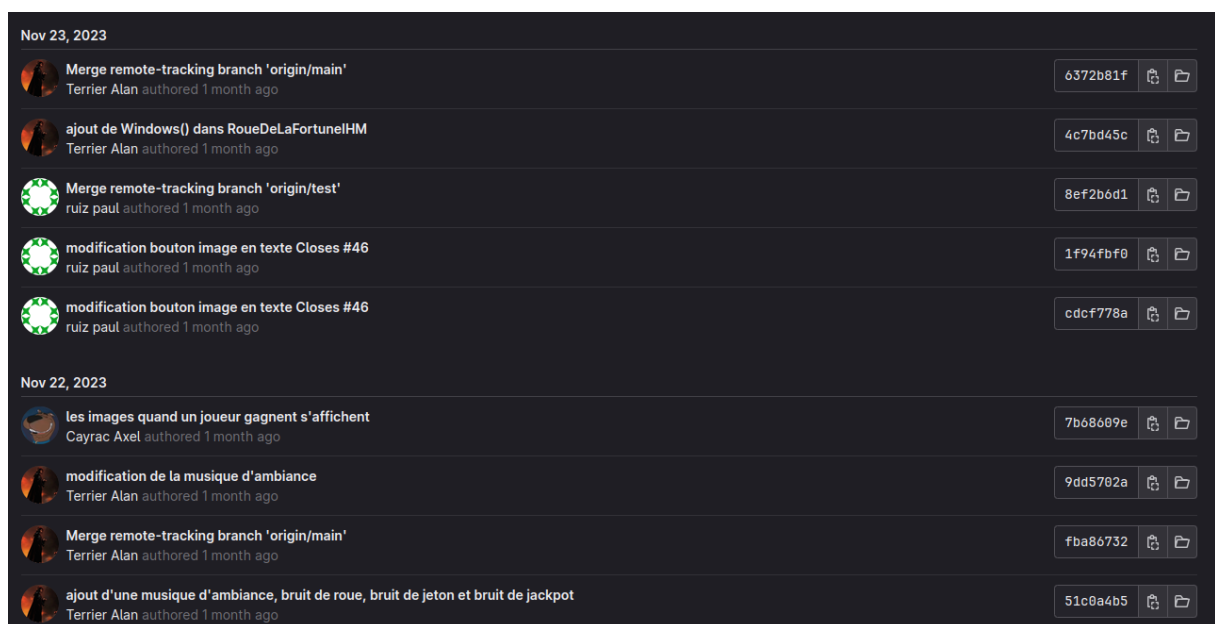 Nov 23, 2023
Merge remote-tracking branch 'origin/main'
Terrier Alan authored 1 month ago
6372b81f
ajout de Windows() dans RoueDeLaFortuneIHM
Terrier Alan authored 1 month ago
4c7bd45c
Merge remote-tracking branch 'origin/test'
ruiz paul authored 1 month ago
8ef2b6d1
modification bouton image en texte Closes #46
ruiz paul authored 1 month ago
1f94fbf0
modification bouton image en texte Closes #46
ruiz paul authored 1 month ago
cdcf778a
Nov 22, 2023
les images quand un joueur gagnent s'affichent
Cayrac Axel authored 1 month ago
7b68609e
modification de la musique d'ambiance
Terrier Alan authored 1 month ago
9dd5702a
Merge remote-tracking branch 'origin/main'
Terrier Alan authored 1 month ago
fba86732
ajout d'une musique d'ambiance, bruit de roue, bruit de jeton et bruit de jackpot
Terrier Alan authored 1 month ago
51c0a4b5